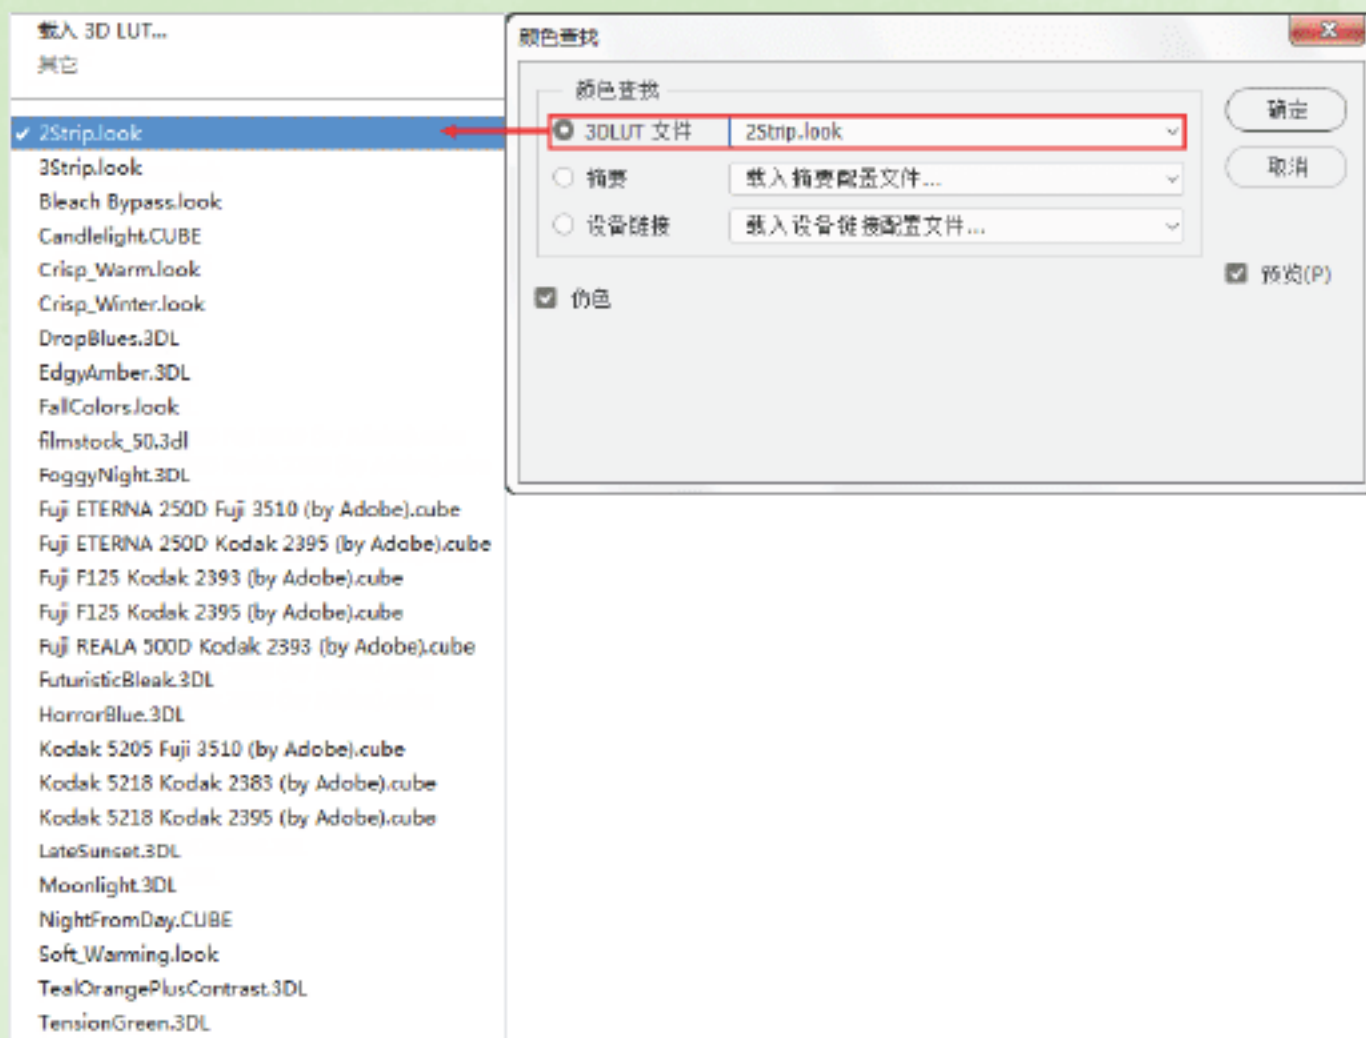 载入 3D LUT...
其它
2Strip.look
3Strip.look
Bleach Bypass.look
Candlelight.CUBE
Crisp_Warm.look
Crisp_Winter.look
DropBlues.3DL
EdgyAmber.3DL
FallColors.look
filmstock_50.3dl
FoggyNight.3DL
Fuji ETERNA 250D Fuji 3510 (by Adobe).cube
Fuji ETERNA 250D Kodak 2395 (by Adobe).cube
Fuji F125 Kodak 2393 (by Adobe).cube
Fuji F125 Kodak 2395 (by Adobe).cube
Fuji REALA 500D Kodak 2393 (by Adobe).cube
FuturisticBleak.3DL
HorrorBlue.3DL
Kodak 5205 Fuji 3510 (by Adobe).cube
Kodak 5218 Kodak 2383 (by Adobe).cube
Kodak 5218 Kodak 2395 (by Adobe).cube
LateSunset.3DL
Moonlight.3DL
NightFromDay.CUBE
Soft_Warming.look
TealOrangePlusContrast.3DL
TensionGreen.3DL
颜色查找
颜色查找
3DLUT 文件 2Strip.look
摘要 载入摘要配置文件...
设备链接 载入设备链接配置文件...
仿色
确定
取消
预览(P)